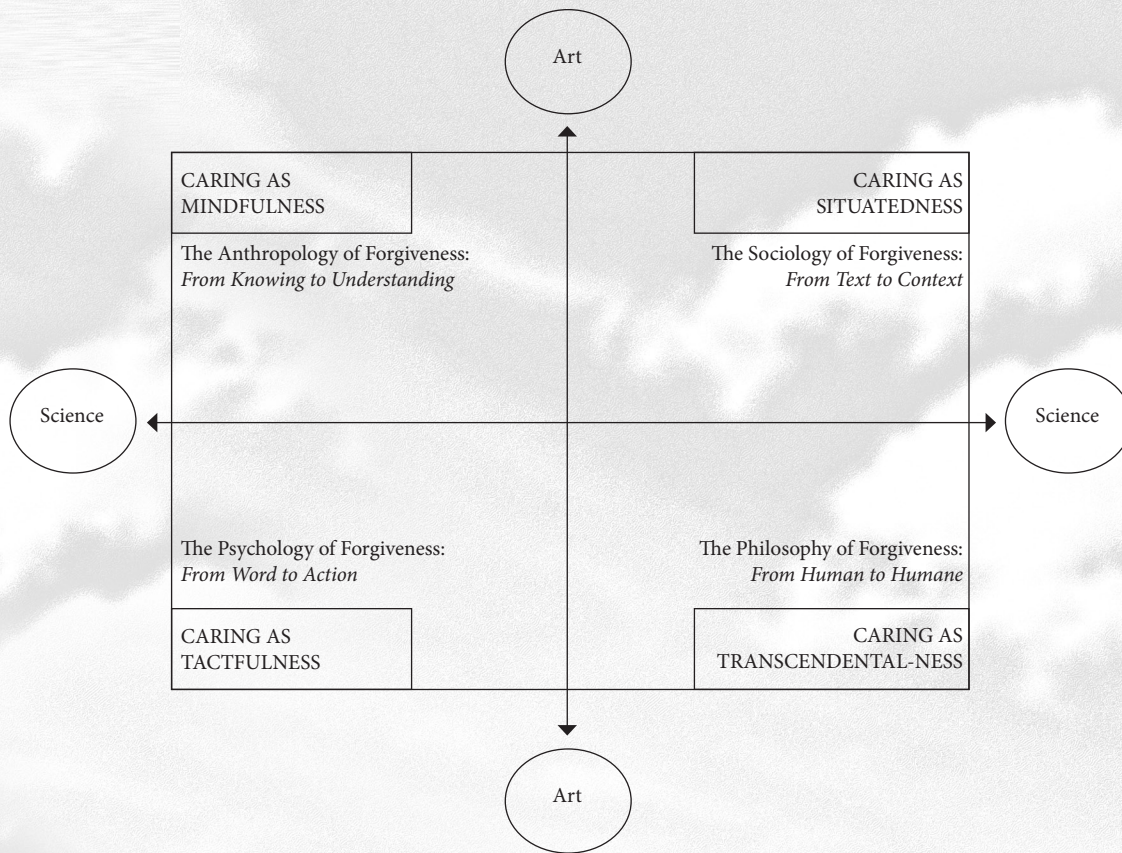 Art
CARING AS
MINDFULNESS
CARING AS
SITUATEDNESS
The Anthropology of Forgiveness:
From Knowing to Understanding
The Sociology of Forgiveness:
From Text to Context
Science
Science
The Psychology of Forgiveness:
From Word to Action
The Philosophy of Forgiveness:
From Human to Humane
CARING AS
TACTFULNESS
CARING AS
TRANSCENDENTAL-NESS
Art